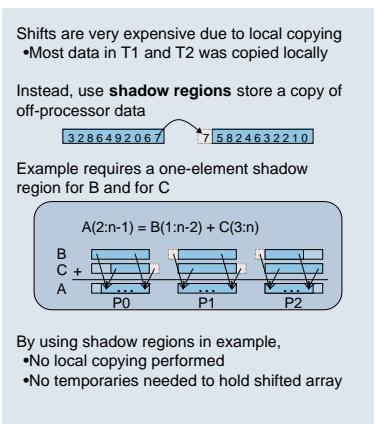 Shifts are very expensive due to local copying
•Most data in T1 and T2 was copied locally
Instead, use shadow regions store a copy of
off-processor data
3 2 8 6 4 9 2 0 6 7 7 5 8 2 4 6 3 2 2 1 0
Example requires a one-element shadow
region for B and for C
A(2:n-1) = B(1:n-2) + C(3:n)
B
C +
A ... ... ...
P0 P1 P2
By using shadow regions in example,
•No local copying performed
•No temporaries needed to hold shifted array